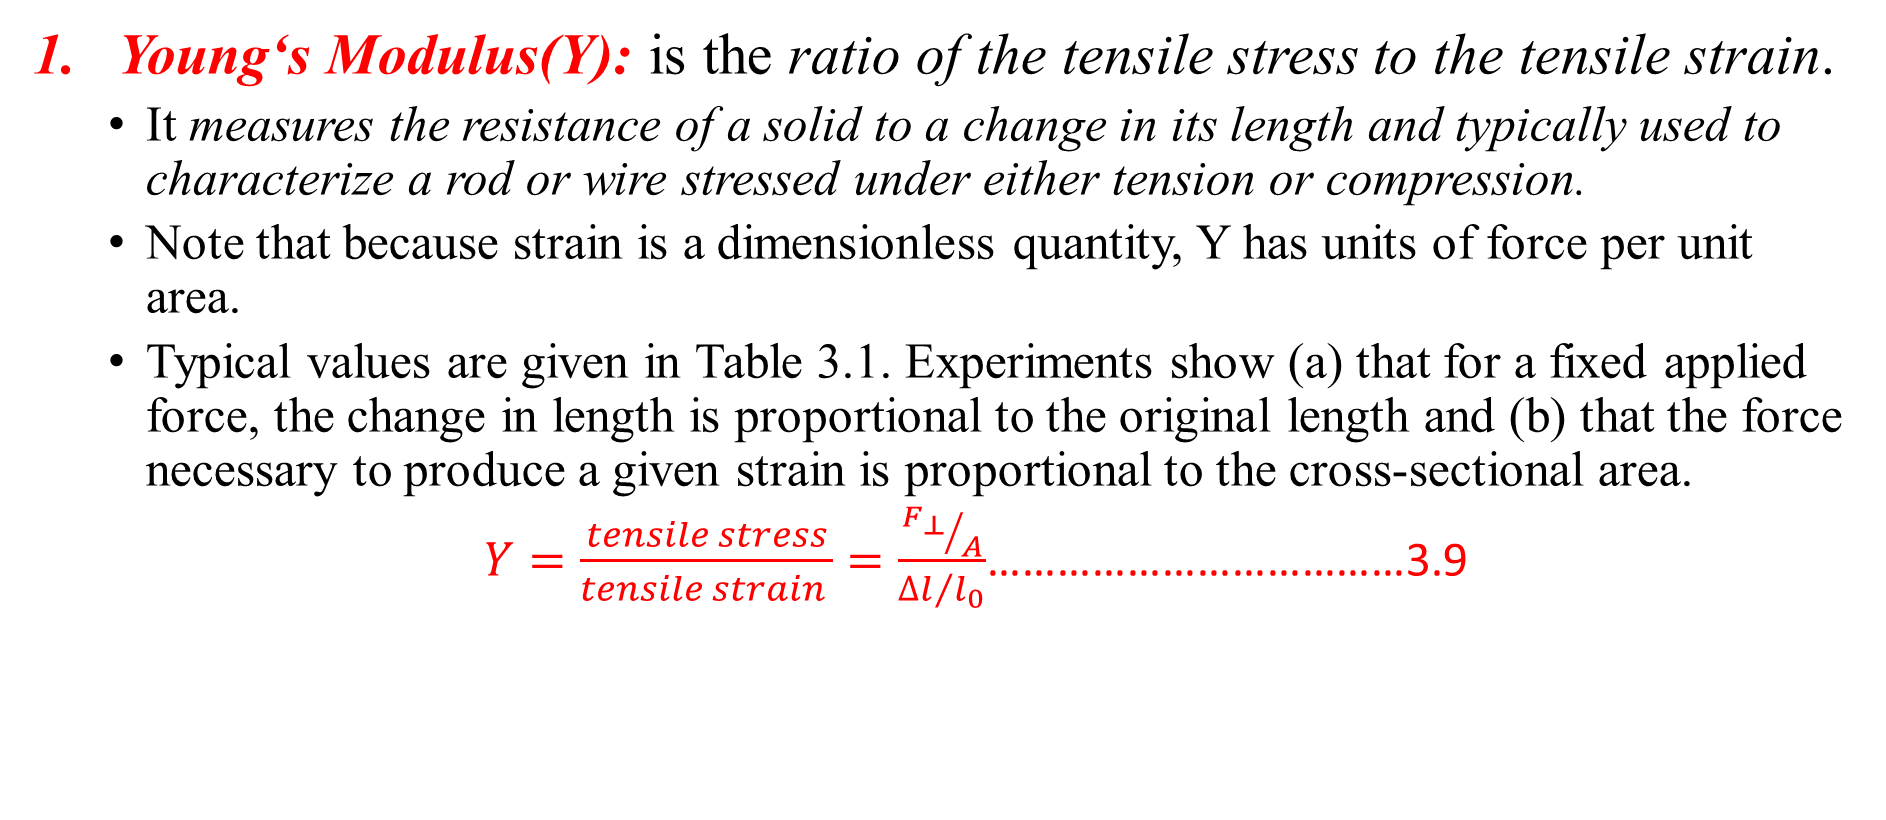 1. Young‘s Modulus(Y): is the ratio of the tensile stress to the tensile strain.
• It measures the resistance of a solid to a change in its length and typically used to
characterize a rod or wire stressed under either tension or compression.
• Note that because strain is a dimensionless quantity, Y has units of force per unit
area.
• Typical values are given in Table 3.1. Experiments show (a) that for a fixed applied
force, the change in length is proportional to the original length and (b) that the force
necessary to produce a given strain is proportional to the cross-sectional area.
Y = tensile stress / tensile strain = (F⊥/A) / (Δl/l₀)....................................3.9